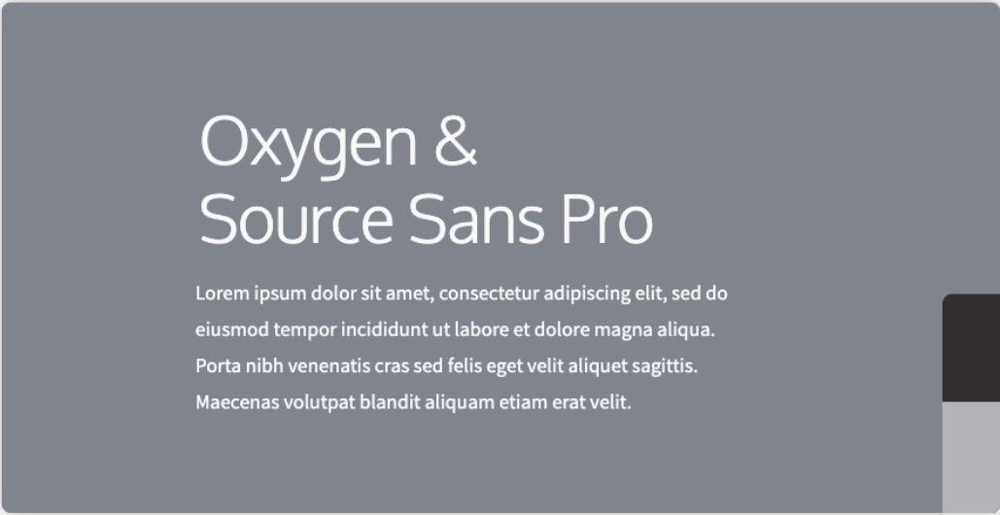 Oxygen &
Source Sans Pro
Lorem ipsum dolor sit amet, consectetur adipiscing elit, sed do
eiusmod tempor incididunt ut labore et dolore magna aliqua.
Porta nibh venenatis cras sed felis eget velit aliquet sagittis.
Maecenas volutpat blandit aliquam etiam erat velit.